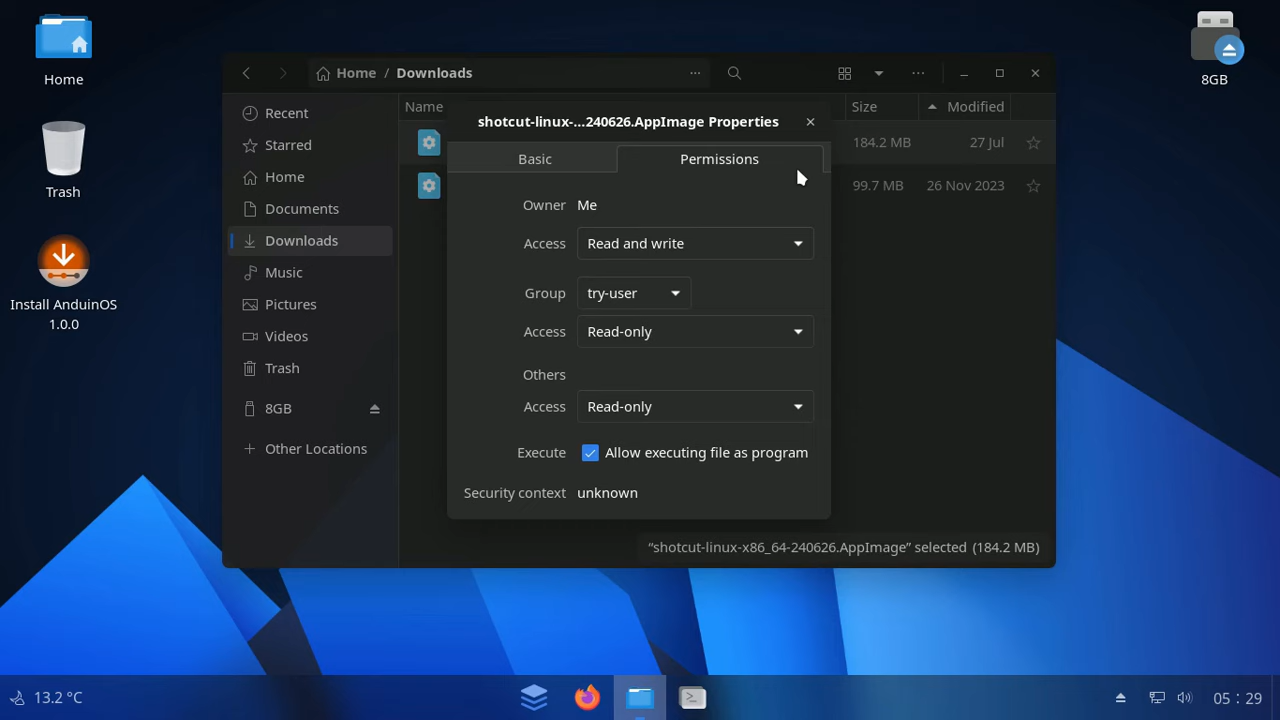 Home
Trash
Install AnduinOS
1.0.0
8GB
Home / Downloads
Recent
Starred
Home
Documents
Downloads
Music
Pictures
Videos
Trash
8GB
Other Locations
Name
Size
Modified
184.2 MB
27 Jul
99.7 MB
26 Nov 2023
shotcut-linux-...240626.AppImage Properties
Basic
Permissions
Owner Me
Access Read and write
Group try-user
Access Read-only
Others
Access Read-only
Execute Allow executing file as program
Security context unknown
“shotcut-linux-x86_64-240626.AppImage” selected (184.2 MB)
13.2 °C
05 : 29